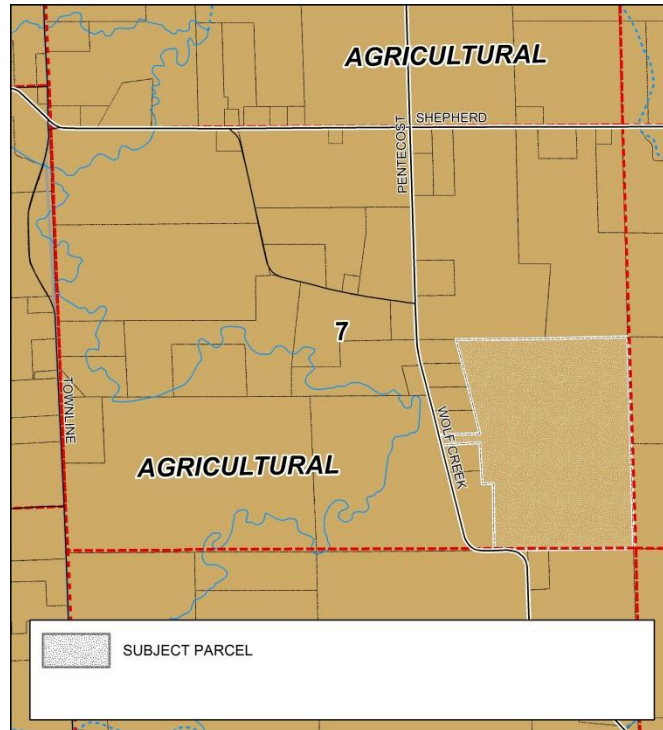 AGRICULTURAL
SHEPHERD
PENTECOST
7
TOWNLINE
WOLF CREEK
AGRICULTURAL
SUBJECT PARCEL